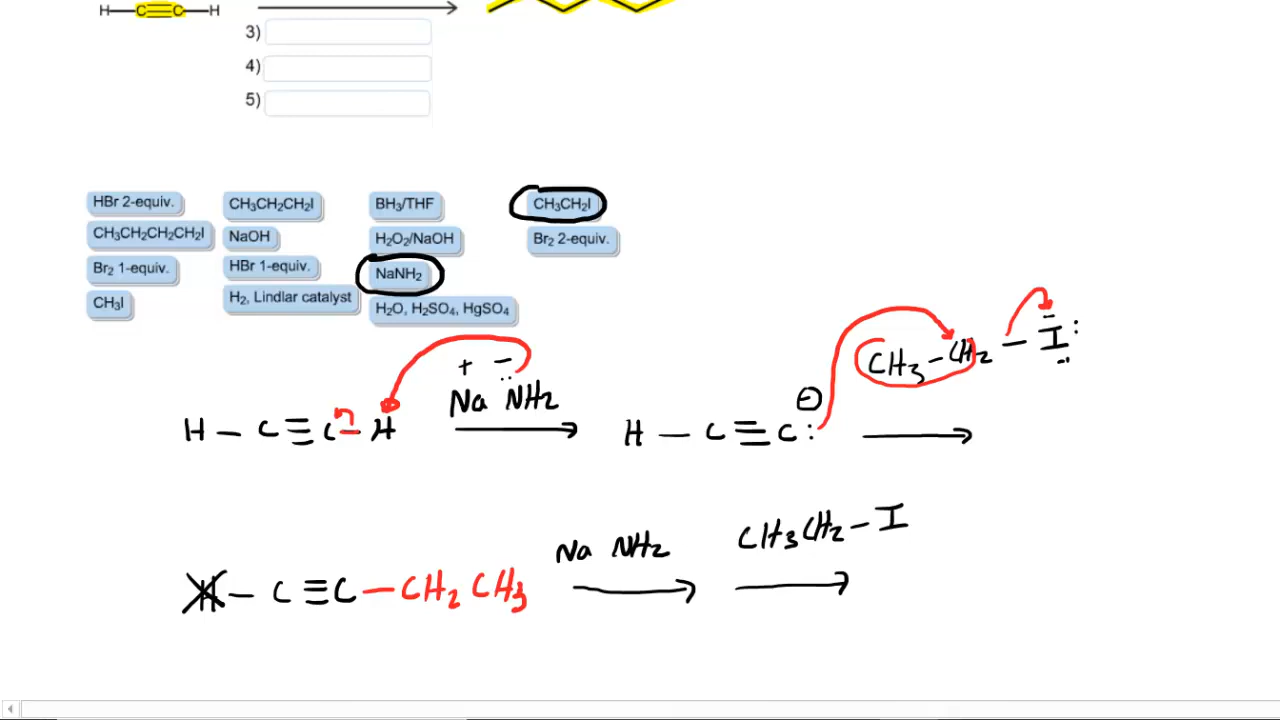 H—C≡C—H
3)
4)
5)
HBr 2-equiv. CH3CH2CH2I BH3/THF CH3CH2I
CH3CH2CH2CH2I NaOH H2O2/NaOH Br2 2-equiv.
Br2 1-equiv. HBr 1-equiv. NaNH2
CH3I H2, Lindlar catalyst H2O, H2SO4, HgSO4
CH3–CH2–I
+ –
Na NH2
H–C≡C–H H–C≡C: ⊖
Na NH2 CH3CH2–I
H–C≡C–CH2CH3